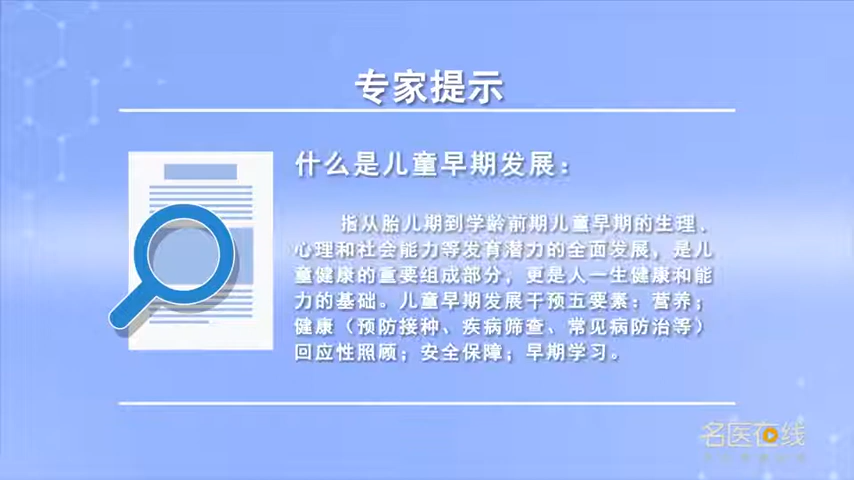 专家提示
什么是儿童早期发展：
指从胎儿期到学龄前期儿童早期的生理、
心理和社会能力等发育潜力的全面发展，是儿
童健康的重要组成部分；更是人一生健康和能
力的基础。儿童早期发展干预五要素：营养；
健康（预防接种、疾病筛查、常见病防治等）
回应性照顾；安全保障；早期学习。
名医在线